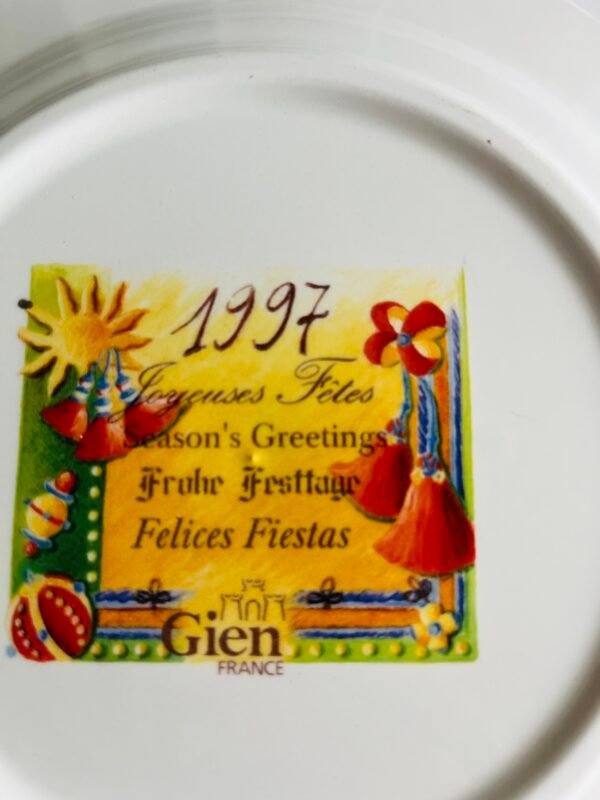 1997
Joyeuses Fêtes
Season's Greetings
Frohe Festtage
Felices Fiestas
Gien
FRANCE